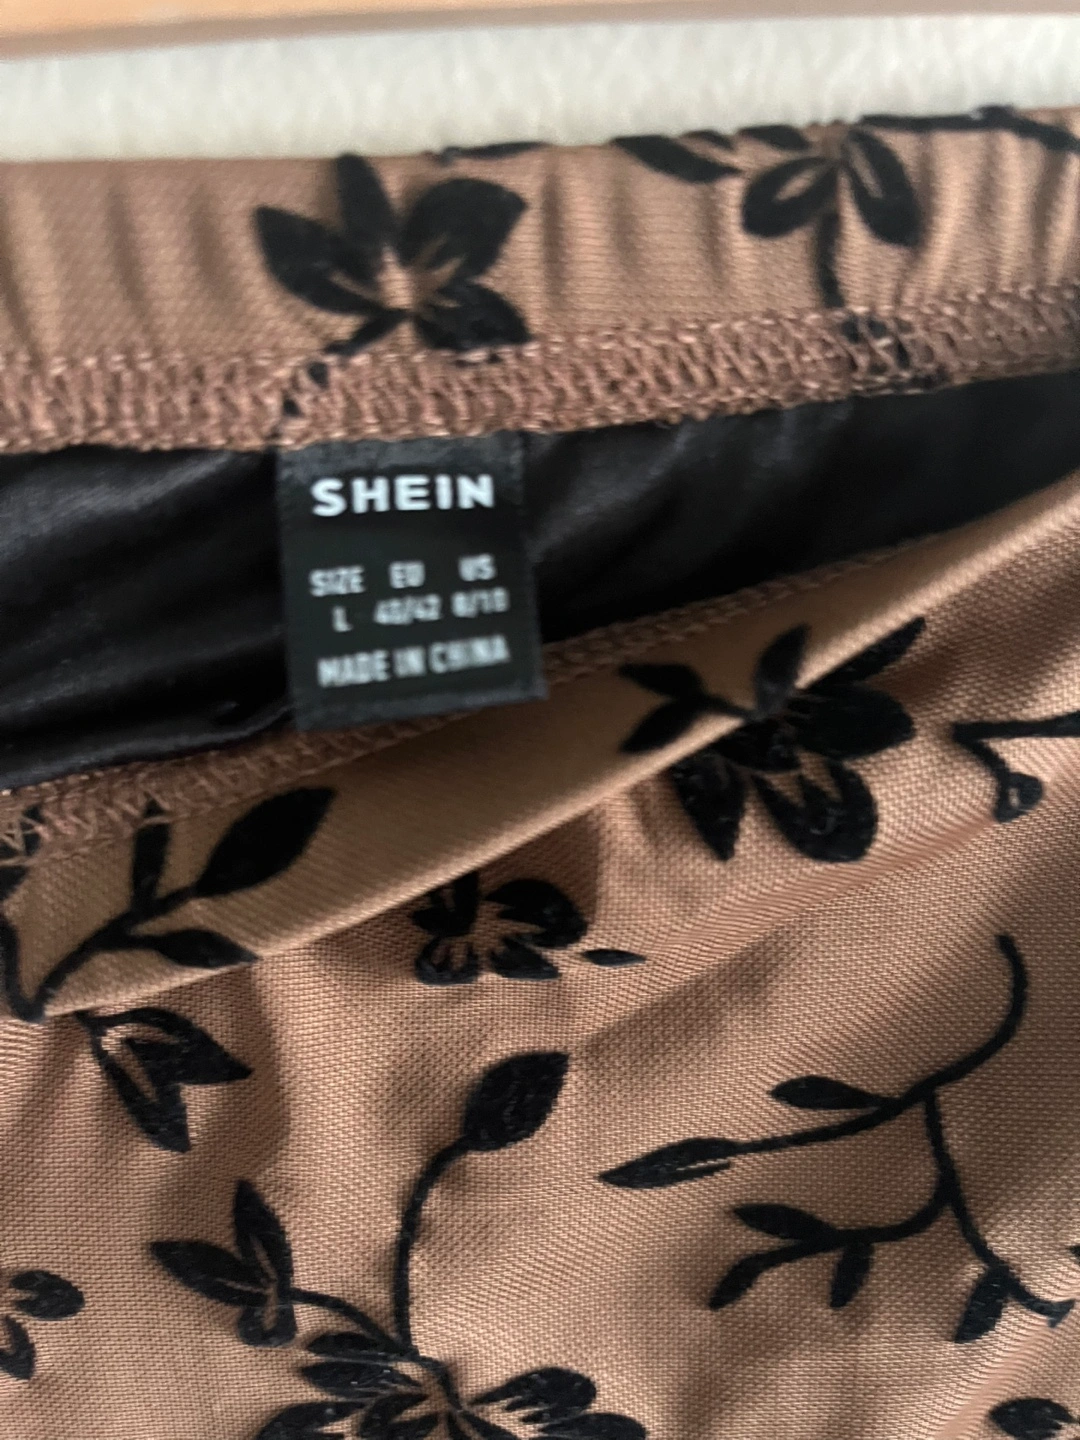 SHEIN
SIZE EU US
L 40/42 8/10
MADE IN CHINA